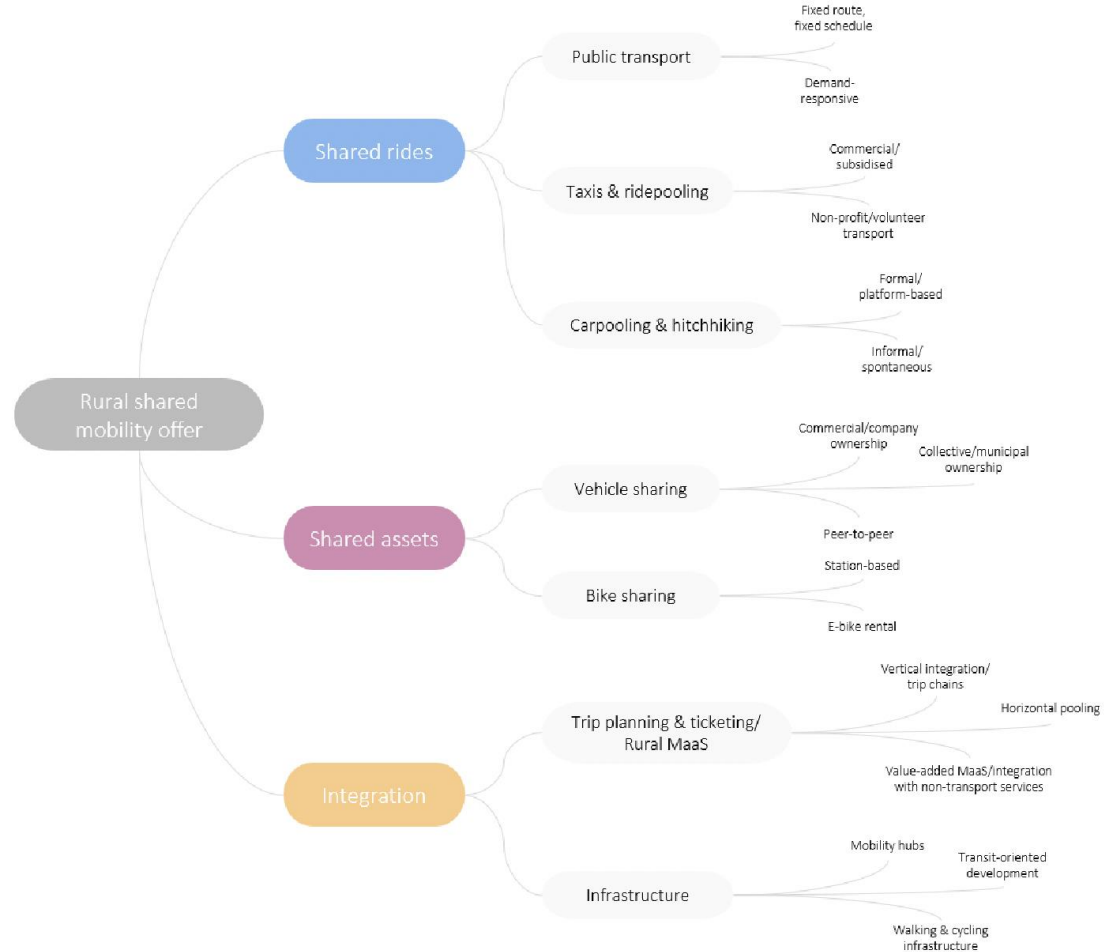 Rural shared
mobility offer
Shared rides
Public transport
Fixed route,
fixed schedule
Demand-
responsive
Taxis & ridepooling
Commercial/
subsidised
Non-profit/volunteer
transport
Carpooling & hitchhiking
Formal/
platform-based
Informal/
spontaneous
Shared assets
Vehicle sharing
Commercial/company
ownership
Collective/municipal
ownership
Peer-to-peer
Bike sharing
Station-based
E-bike rental
Integration
Trip planning & ticketing/
Rural MaaS
Vertical integration/
trip chains
Horizontal pooling
Value-added MaaS/integration
with non-transport services
Infrastructure
Mobility hubs
Transit-oriented
development
Walking & cycling
infrastructure